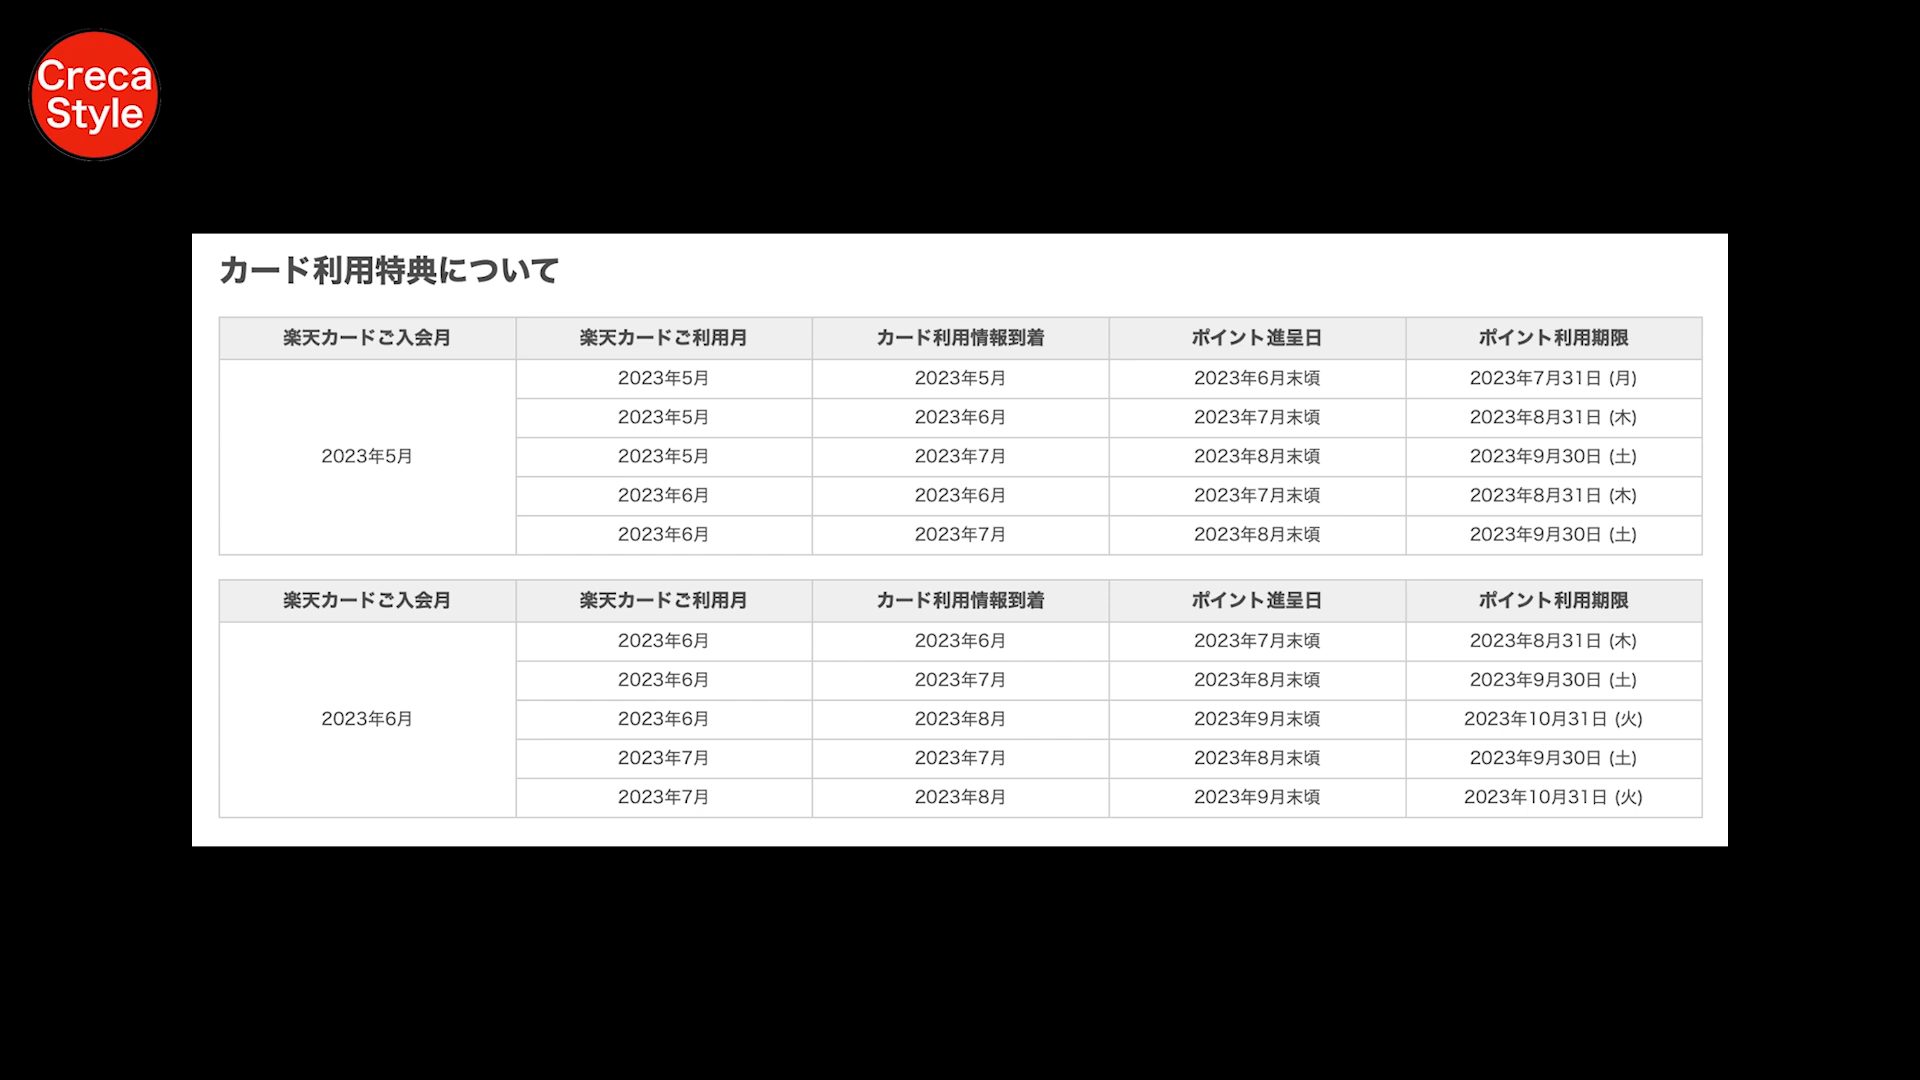 Creca
Style
カード利用特典について
楽天カードご入会月 楽天カードご利用月 カード利用情報到着 ポイント進呈日 ポイント利用期限
2023年5月 2023年5月 2023年6月末頃 2023年7月31日 (月)
2023年5月 2023年6月 2023年7月末頃 2023年8月31日 (木)
2023年5月 2023年5月 2023年7月 2023年8月末頃 2023年9月30日 (土)
2023年6月 2023年6月 2023年7月末頃 2023年8月31日 (木)
2023年6月 2023年7月 2023年8月末頃 2023年9月30日 (土)
楽天カードご入会月 楽天カードご利用月 カード利用情報到着 ポイント進呈日 ポイント利用期限
2023年6月 2023年6月 2023年7月末頃 2023年8月31日 (木)
2023年6月 2023年7月 2023年8月末頃 2023年9月30日 (土)
2023年6月 2023年6月 2023年8月 2023年9月末頃 2023年10月31日 (火)
2023年7月 2023年7月 2023年8月末頃 2023年9月30日 (土)
2023年7月 2023年8月 2023年9月末頃 2023年10月31日 (火)